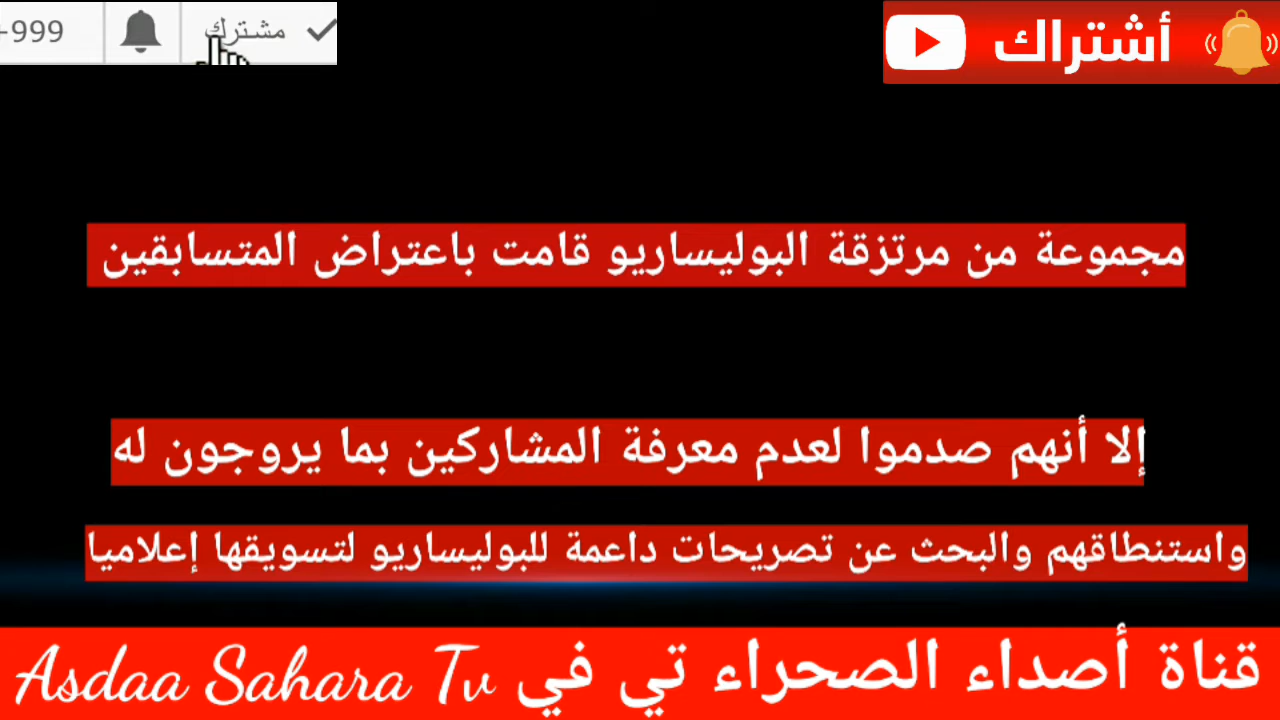 +999 مشترك
أشتراك
مجموعة من مرتزقة البوليساريو قامت باعتراض المتسابقين
إلا أنهم صدموا لعدم معرفة المشاركين بما يروجون له
واستنطاقهم والبحث عن تصريحات داعمة للبوليساريو لتسويقها إعلاميا
قناة أصداء الصحراء تي في Asdaa Sahara Tv